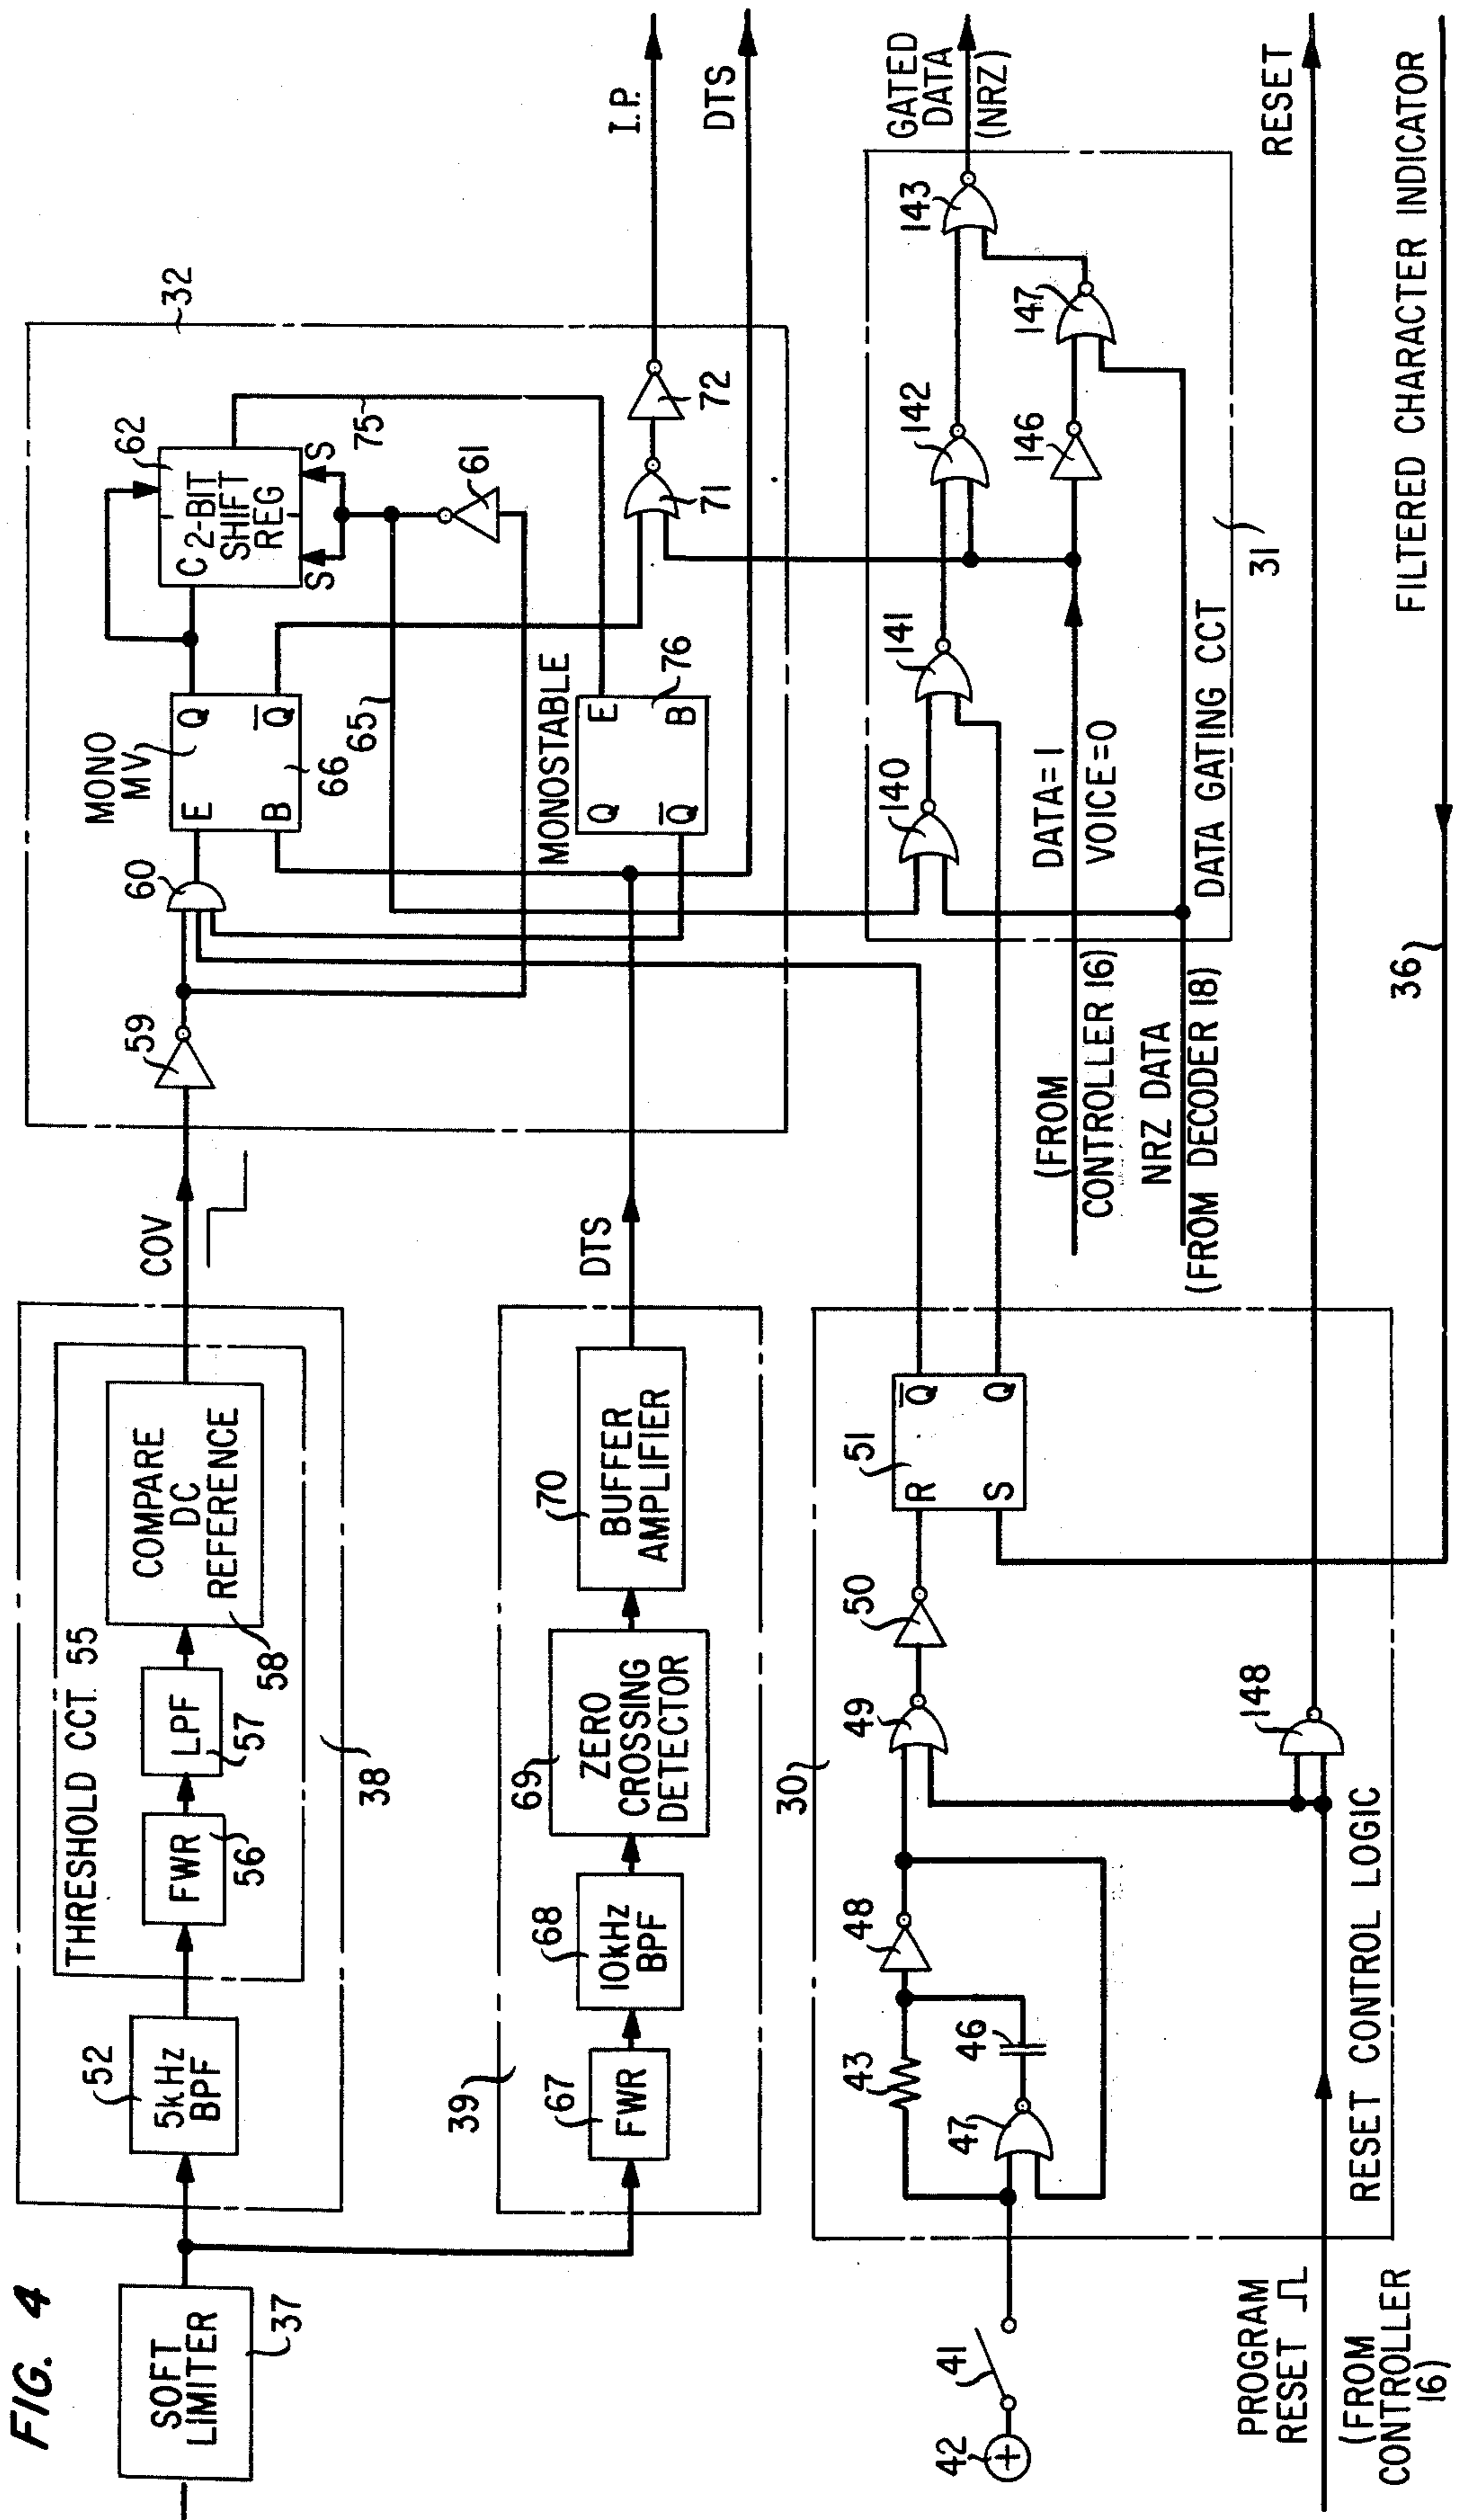 FIG. 4
SOFT
LIMITER
37
52
5kHz
BPF
THRESHOLD CCT. 55
FWR
56
LPF
57
COMPARE
DC
REFERENCE
58
38
COV
39
67
FWR
68
10kHz
BPF
69
ZERO
CROSSING
DETECTOR
70
BUFFER
AMPLIFIER
DTS
59
60
MONO
MV
E
Q
B
Q̅
66
62
C 2-BIT
SHIFT
REG
S
S
61
65
75
MONOSTABLE
Q
E
Q̅
B
76
71
72
32
I.P.
DTS
42
41
43
46
47
48
49
50
30
51
R
Q̅
S
Q
148
RESET CONTROL LOGIC
PROGRAM
RESET
(FROM
CONTROLLER
16)
140
141
142
143
146
147
DATA=1
VOICE=0
(FROM
CONTROLLER 16)
NRZ DATA
(FROM DECODER 18)
DATA GATING CCT
31
GATED
DATA
(NRZ)
RESET
36
FILTERED CHARACTER INDICATOR